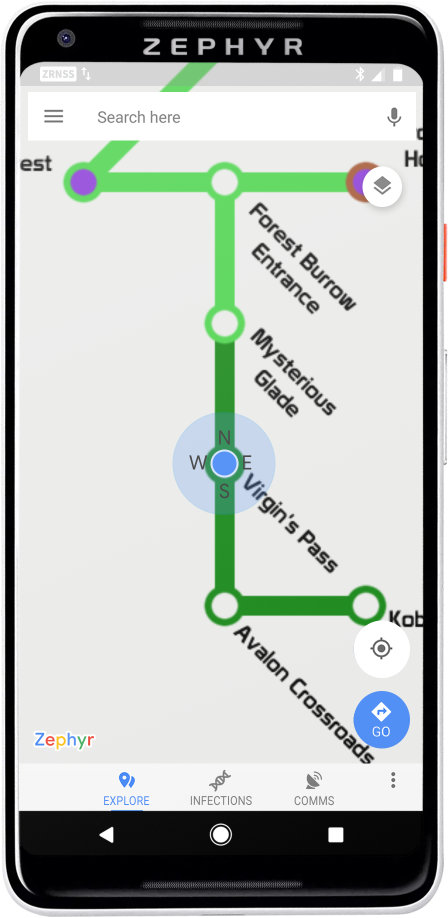 ZEPHYR
ZRNSS
Search here
est
Ho
Forest Burrow
Entrance
Mysterious
Glade
N
W E
S
Virgin's Pass
Kob
Avalon Crossroads
GO
Zephyr
EXPLORE INFECTIONS COMMS